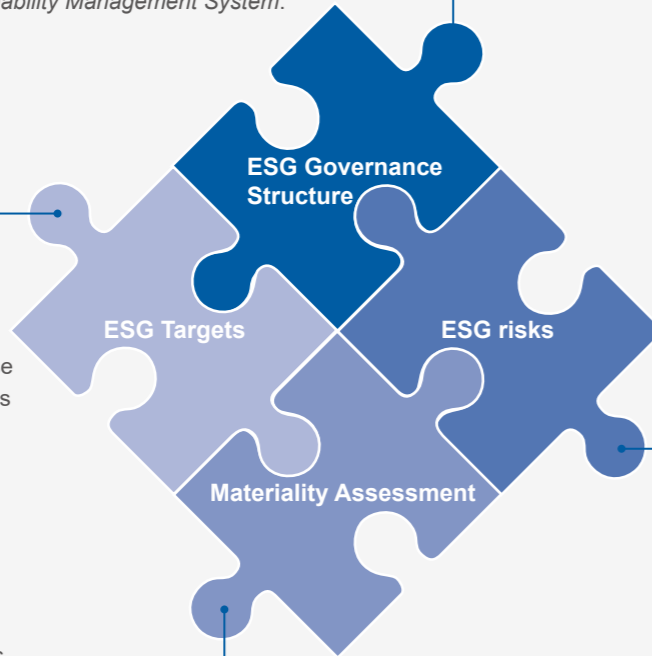 ability Management System.
ESG Governance
Structure
ESG Targets
ESG risks
e
s
Materiality Assessment